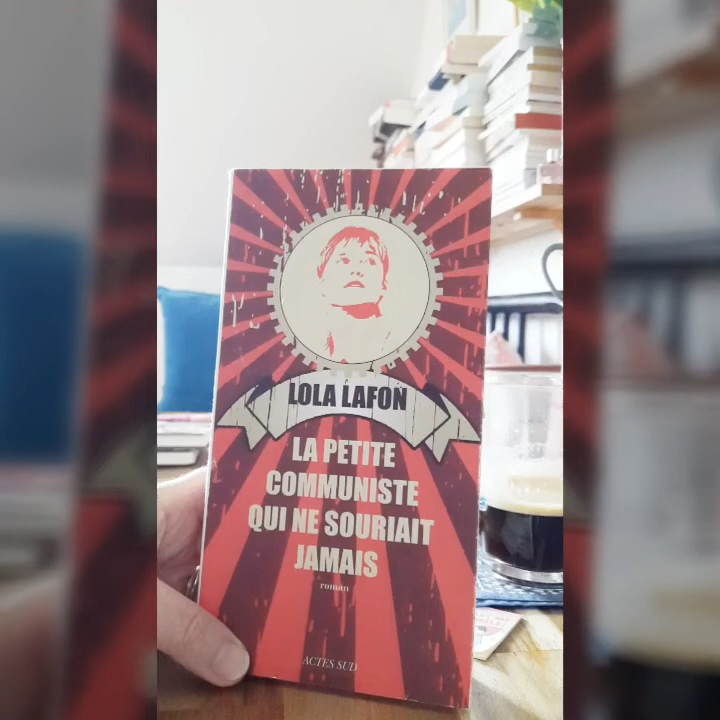 LOLA LAFON
LA PETITE
COMMUNISTE
QUI NE SOURIAIT
JAMAIS
roman
ACTES SUD